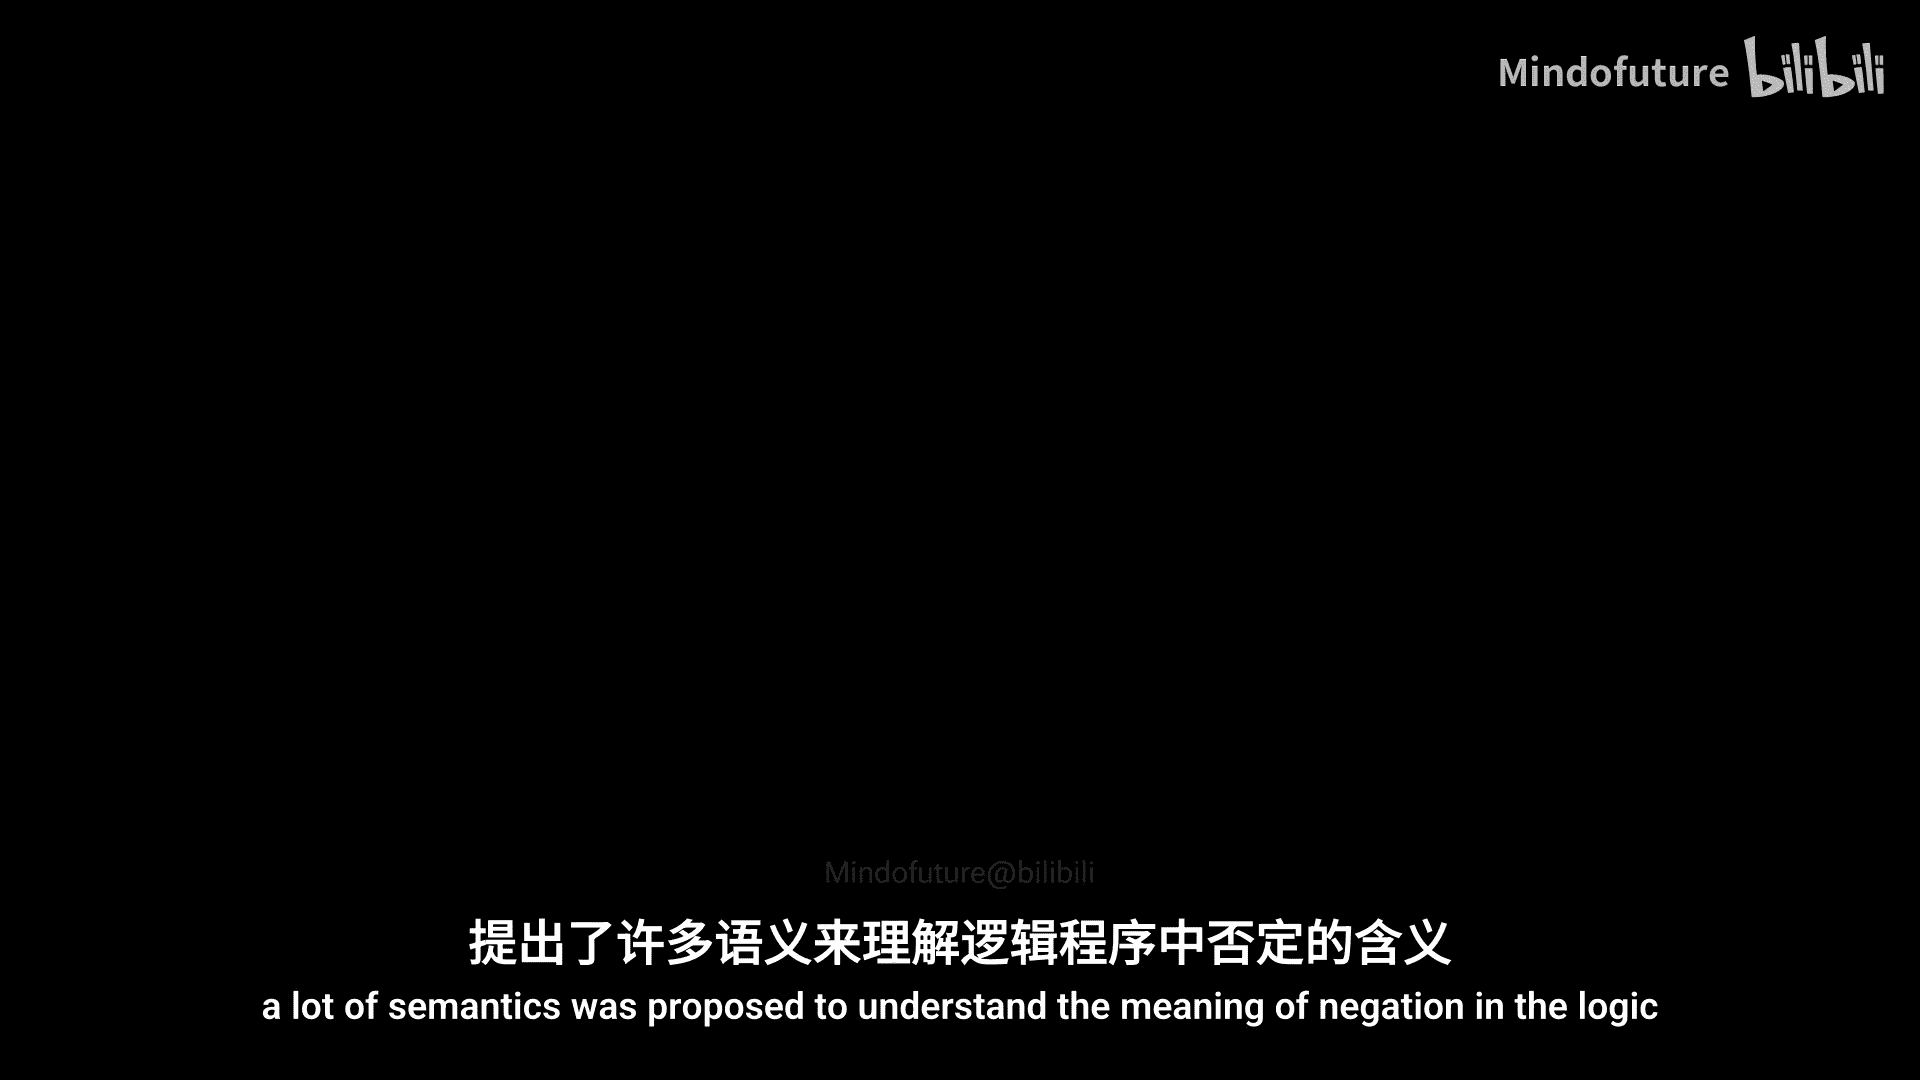 Mindofuture bilibili
Mindofuture@bilibili
提出了许多语义来理解逻辑程序中否定的含义
a lot of semantics was proposed to understand the meaning of negation in the logic